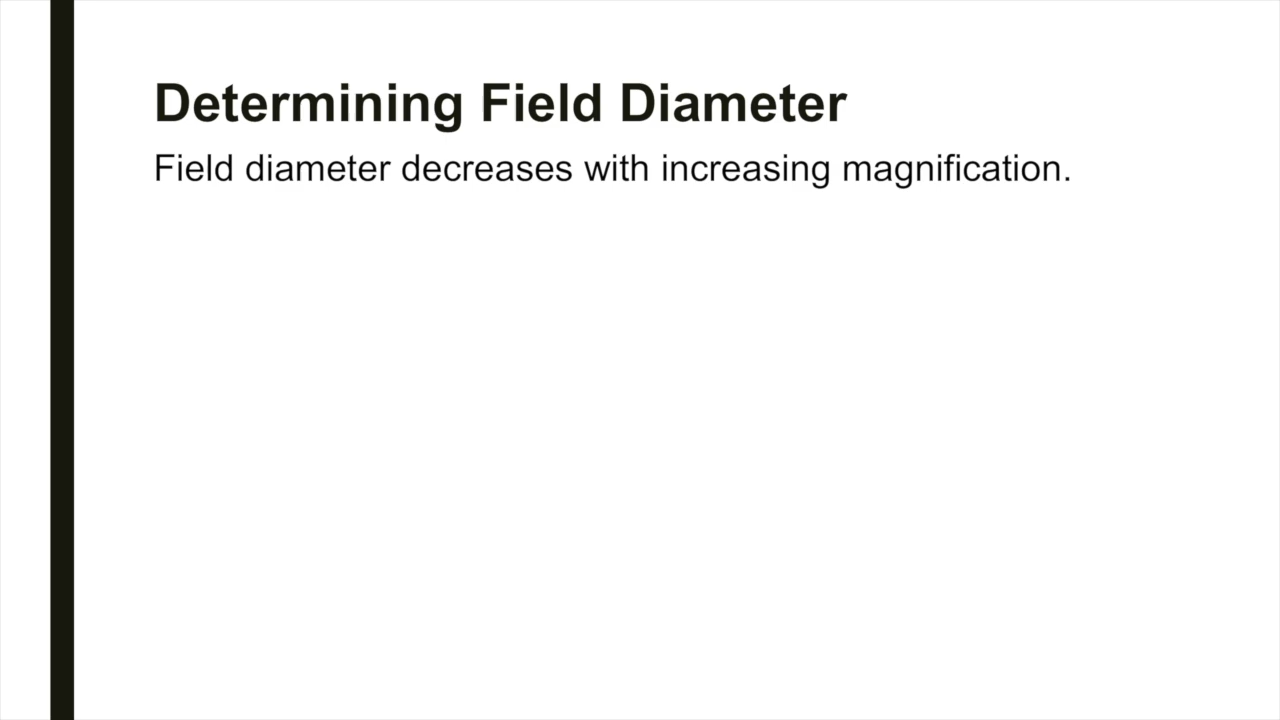 Determining Field Diameter
Field diameter decreases with increasing magnification.